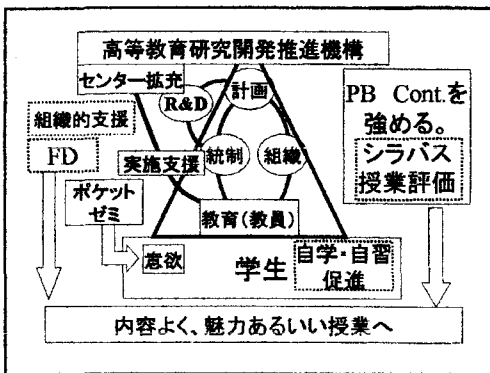 高等教育研究開発推進機構
センター拡充
R&D
計画
PB Cont.を
強める。
シラバス
授業評価
組織的支援
FD
実施支援
統制
組織
ポケット
ゼミ
教育(教員)
意欲
学生
自学・自習
促進
内容よく、魅力あるいい授業へ